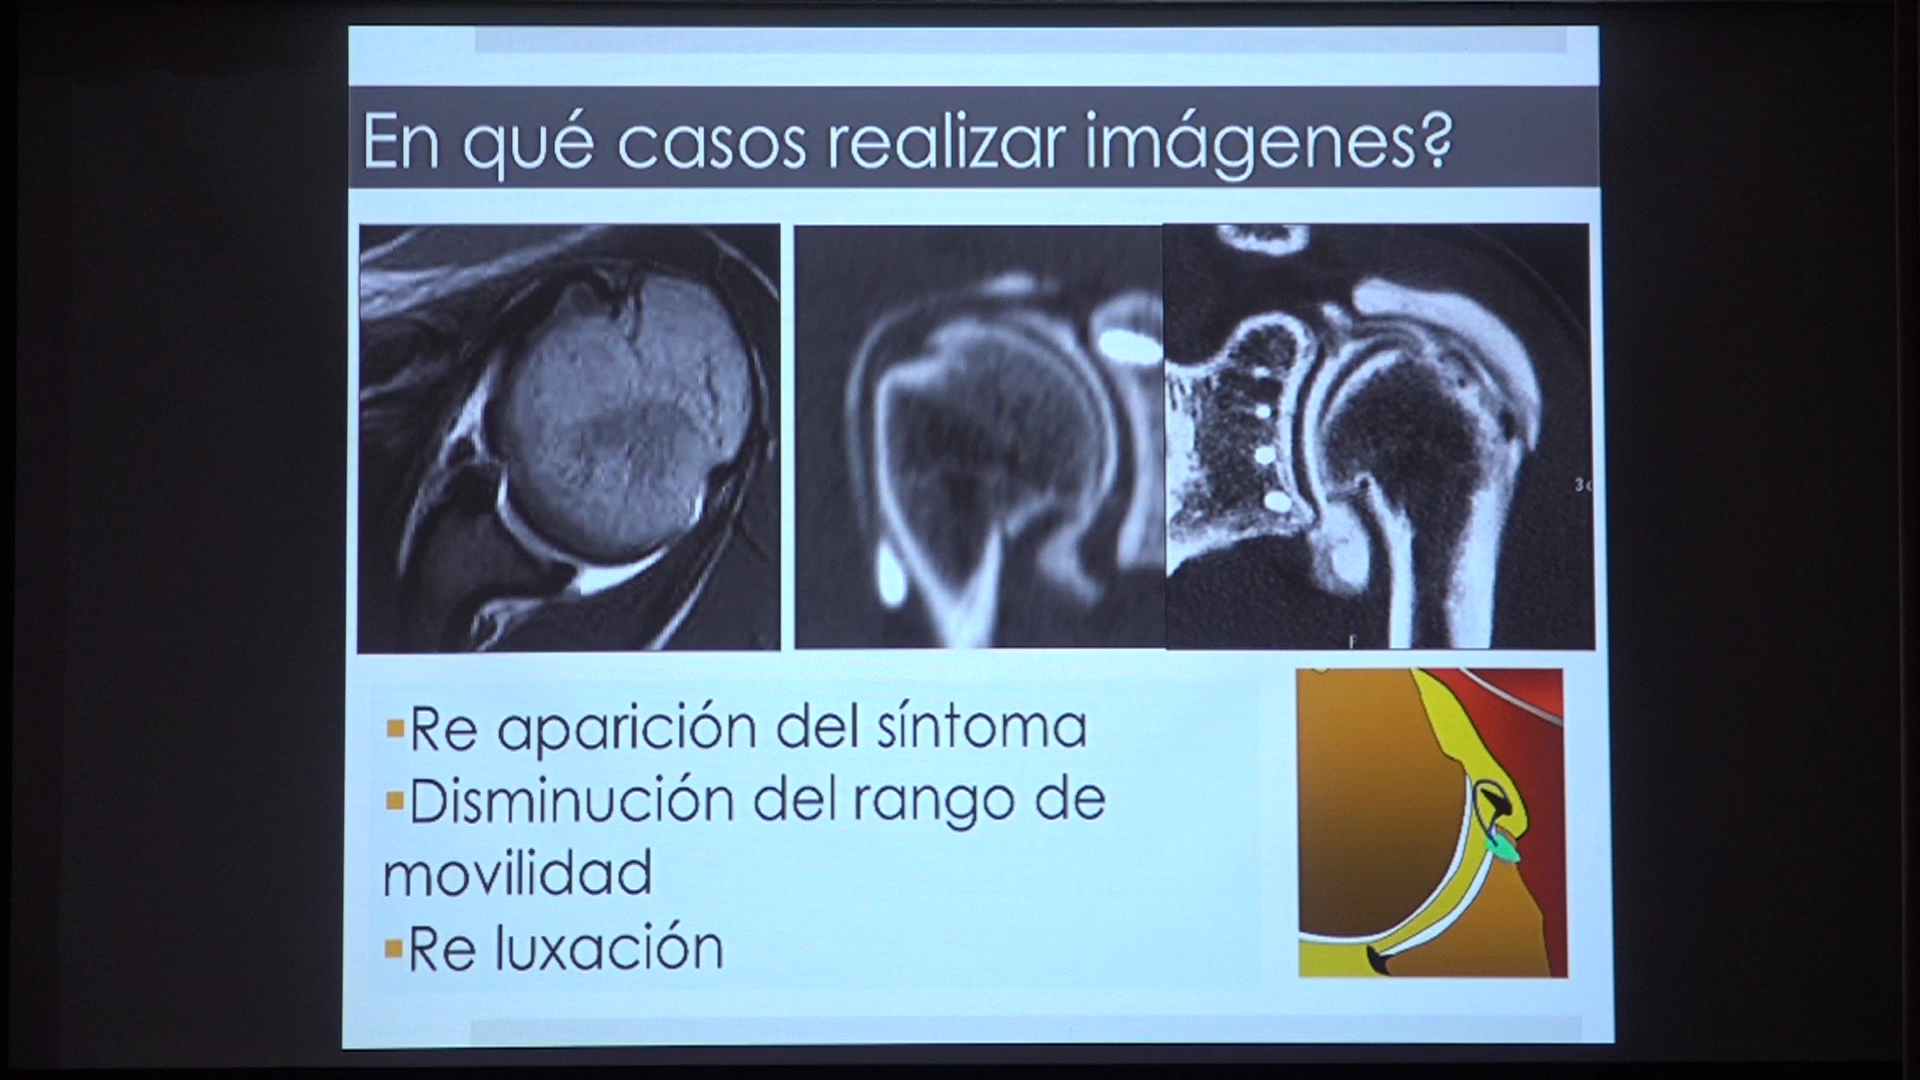 En qué casos realizar imágenes?
▪Re aparición del síntoma
▪Disminución del rango de
movilidad
▪Re luxación
F